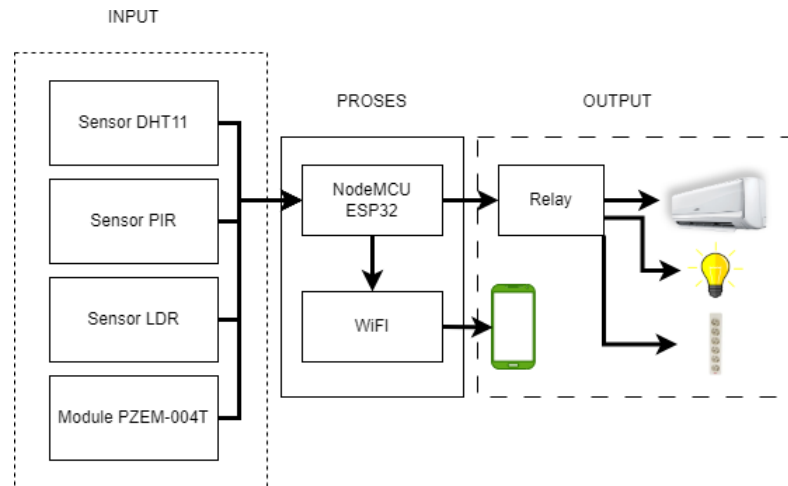 INPUT
PROSES
OUTPUT
Sensor DHT11
Sensor PIR
Sensor LDR
Module PZEM-004T
NodeMCU
ESP32
WiFI
Relay